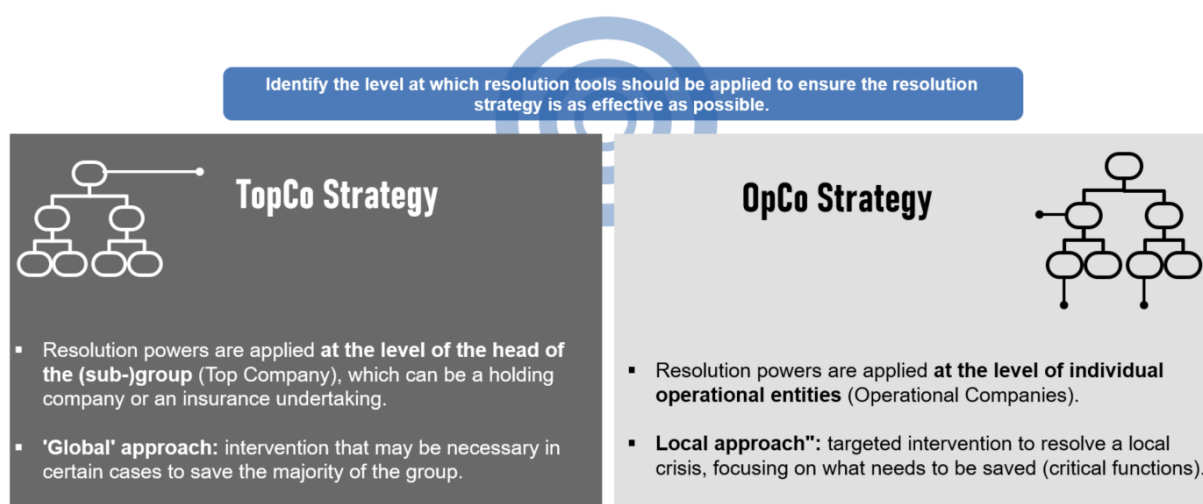 Identify the level at which resolution tools should be applied to ensure the resolution
strategy is as effective as possible.
TopCo Strategy
▪ Resolution powers are applied at the level of the head of
the (sub-)group (Top Company), which can be a holding
company or an insurance undertaking.
▪ 'Global' approach: intervention that may be necessary in
certain cases to save the majority of the group.
OpCo Strategy
▪ Resolution powers are applied at the level of individual
operational entities (Operational Companies).
▪ Local approach": targeted intervention to resolve a local
crisis, focusing on what needs to be saved (critical functions).